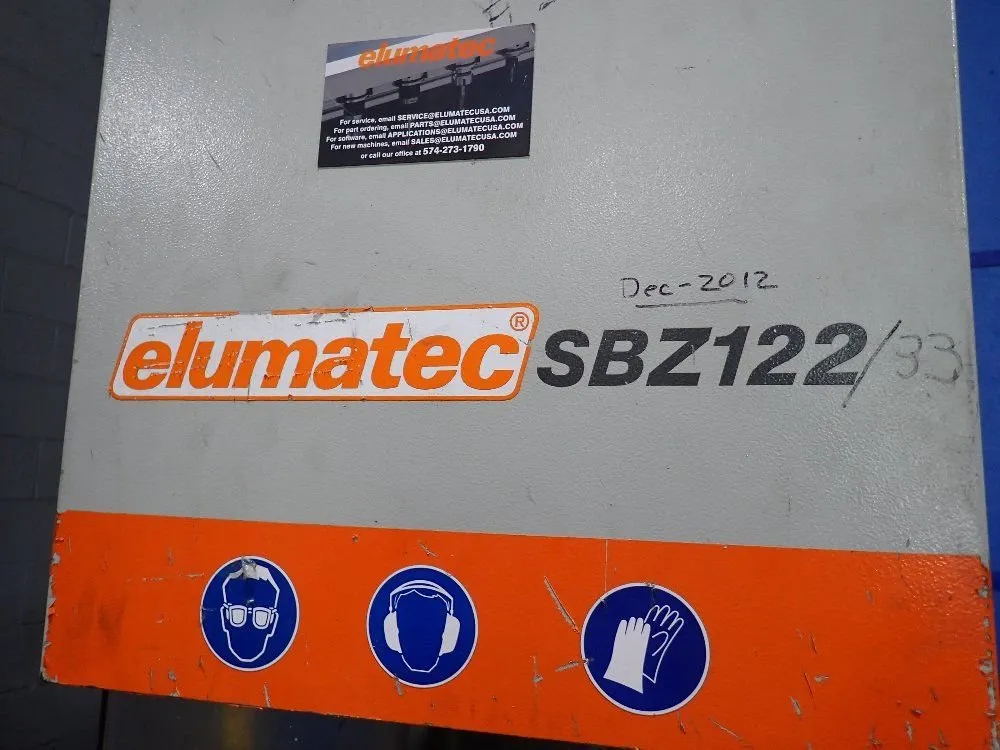 elumatec
For service, email SERVICE@ELUMATECUSA.COM
For part ordering, email PARTS@ELUMATECUSA.COM
For software, email APPLICATIONS@ELUMATECUSA.COM
For new machines, email SALES@ELUMATECUSA.COM
or call our office at 574-273-1790
Dec-2012
elumatec® SBZ122/33